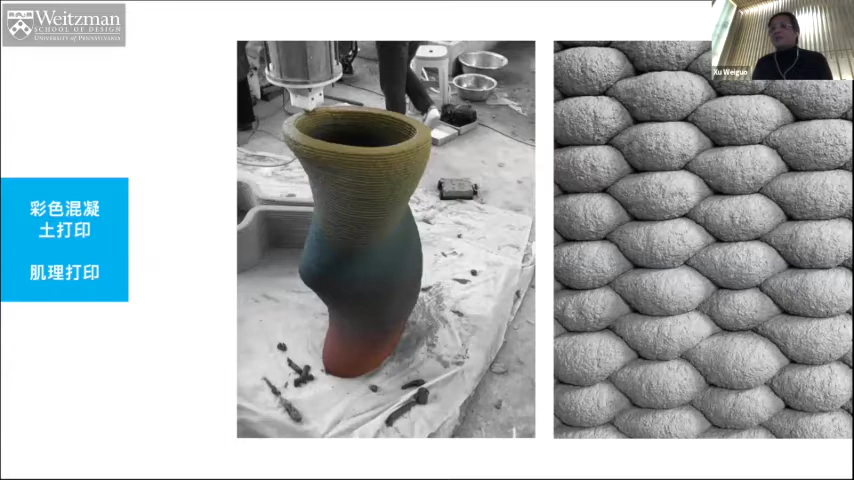 Weitzman
SCHOOL OF DESIGN
UNIVERSITY of PENNSYLVANIA
Xu Weiguo
彩色混凝
土打印
肌理打印